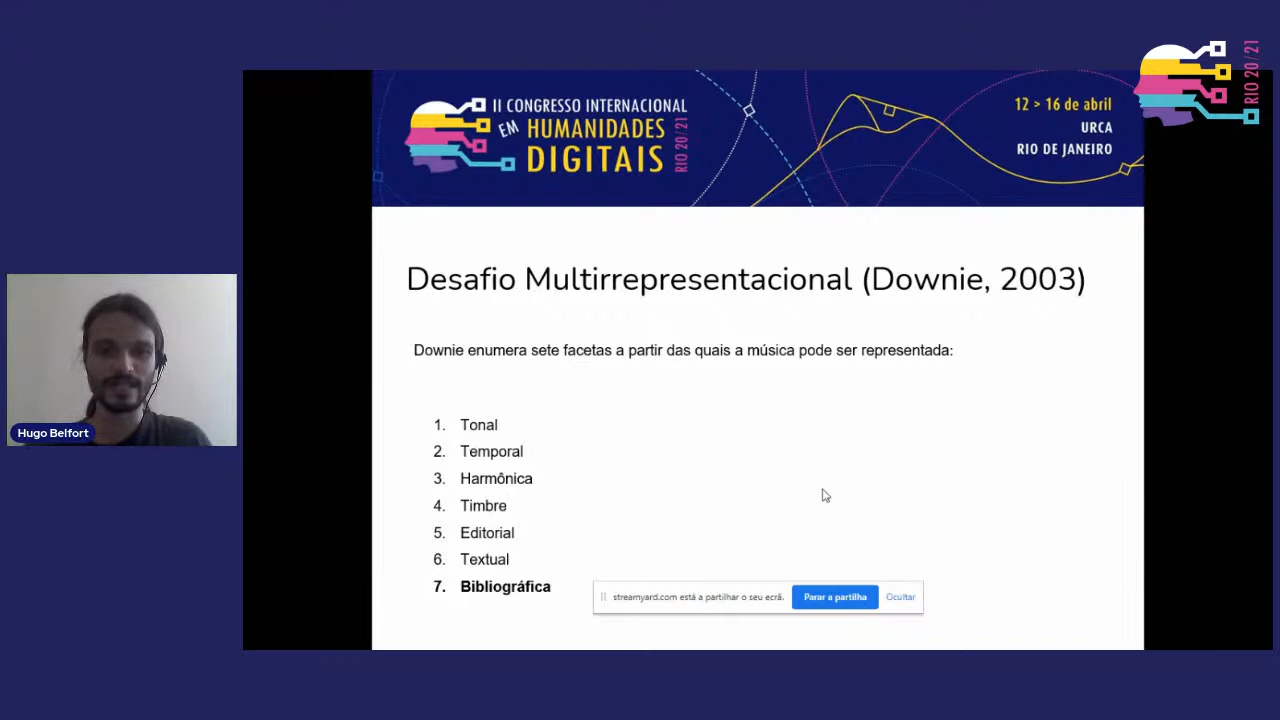 II CONGRESSO INTERNACIONAL
EM HUMANIDADES
DIGITAIS
RIO 20/21
12 > 16 de abril
URCA
RIO DE JANEIRO
RIO 20/21
Desafio Multirrepresentacional (Downie, 2003)
Downie enumera sete facetas a partir das quais a música pode ser representada:
1. Tonal
2. Temporal
3. Harmônica
4. Timbre
5. Editorial
6. Textual
7. Bibliográfica
streamyard.com está a partilhar o seu ecrã. Parar a partilha Ocultar
Hugo Belfort